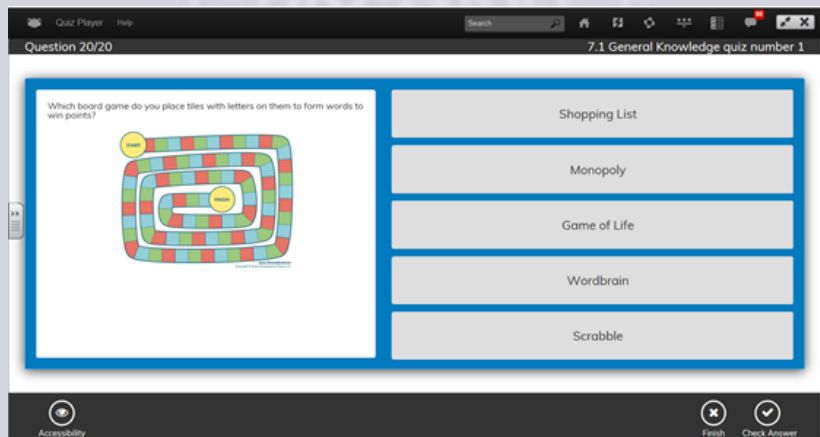 Quiz Player Help
Search
Question 20/20
7.1 General Knowledge quiz number 1
Which board game do you place tiles with letters on them to form words to
win points?
START
FINISH
Shopping List
Monopoly
Game of Life
Wordbrain
Scrabble
Accessibility
Finish
Check Answer